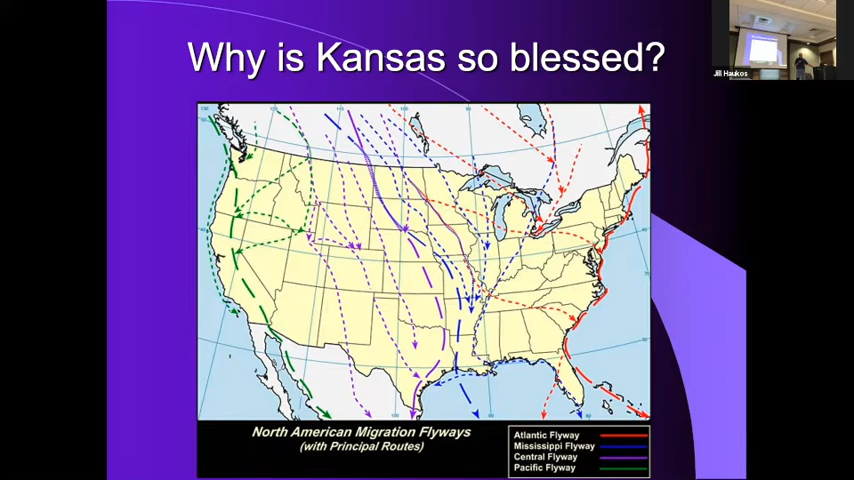 Why is Kansas so blessed?
Jill Haukos
North American Migration Flyways
(with Principal Routes)
Atlantic Flyway
Mississippi Flyway
Central Flyway
Pacific Flyway